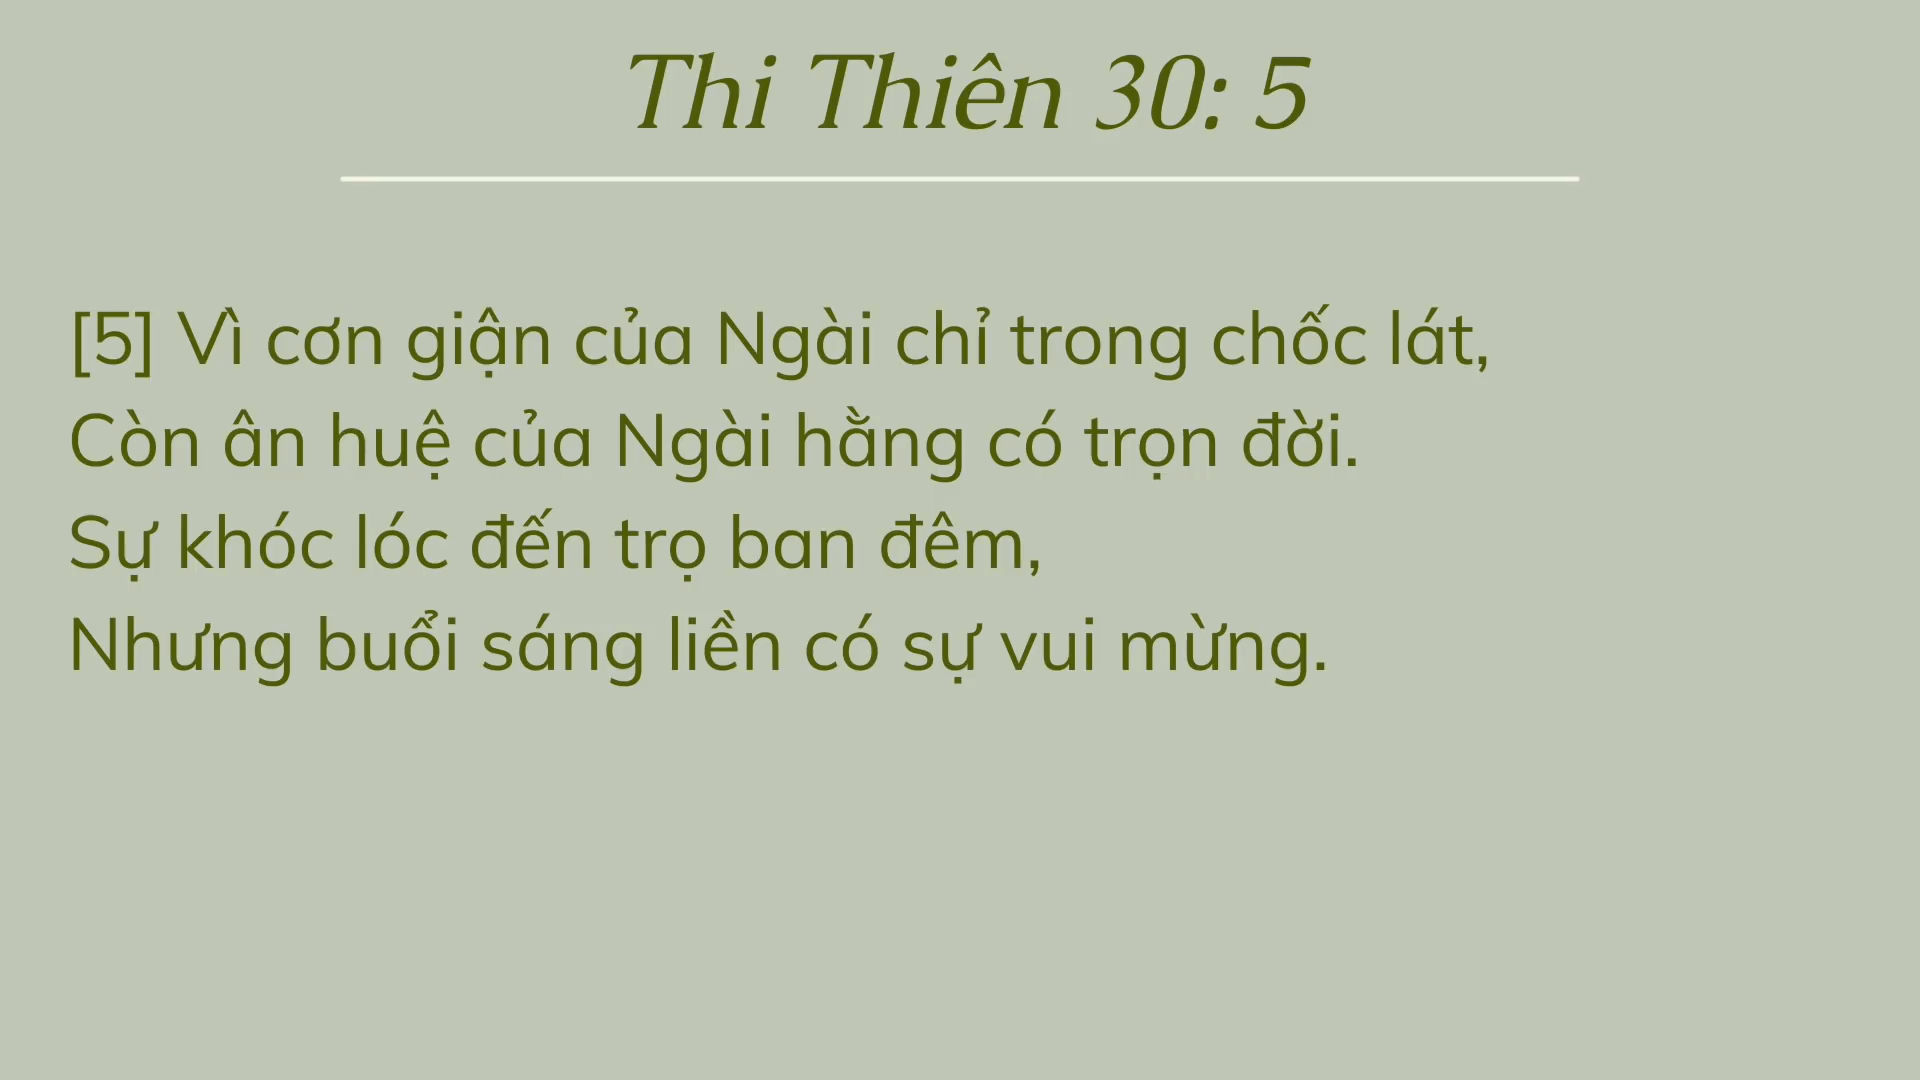 Thi Thiên 30: 5
[5] Vì cơn giận của Ngài chỉ trong chốc lát,
Còn ân huệ của Ngài hằng có trọn đời.
Sự khóc lóc đến trọ ban đêm,
Nhưng buổi sáng liền có sự vui mừng.